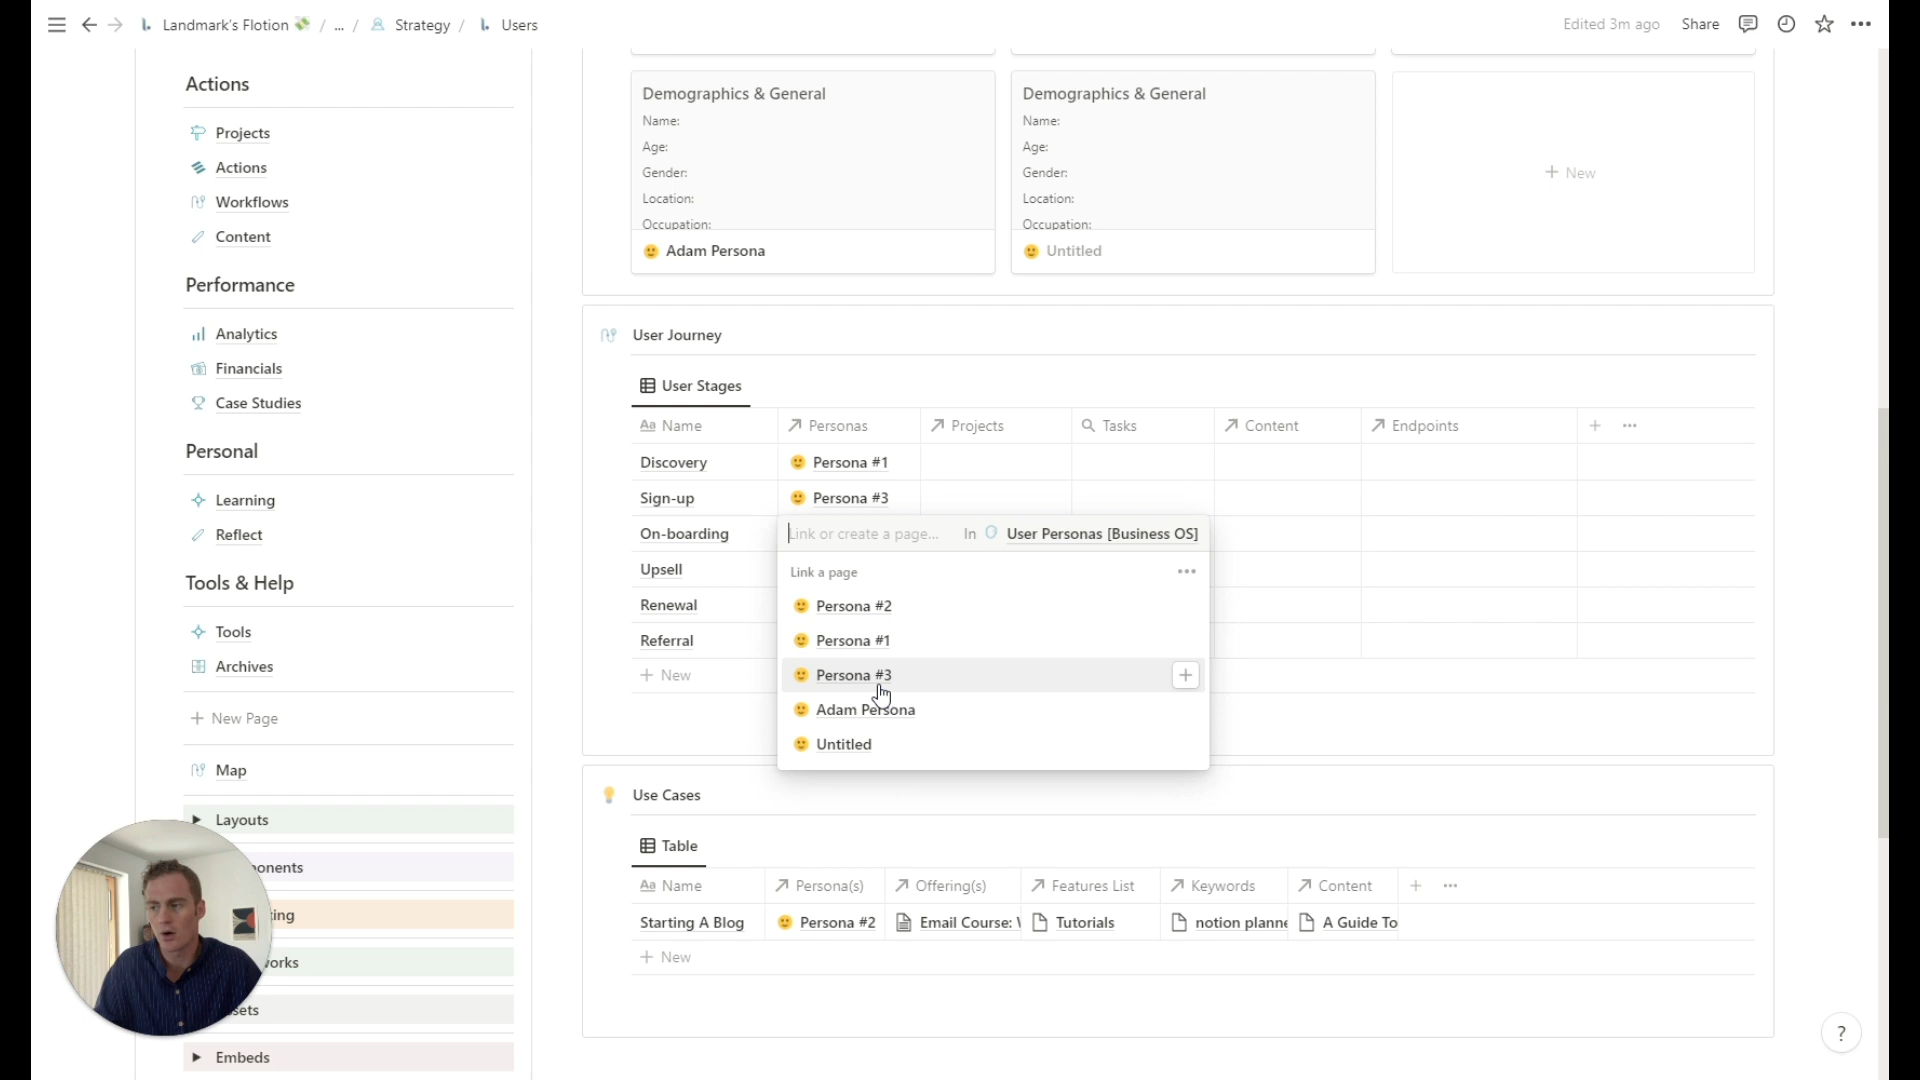 Landmark's Flotion / ... / Strategy / Users
Edited 3m ago Share
Actions
Projects
Actions
Workflows
Content
Performance
Analytics
Financials
Case Studies
Personal
Learning
Reflect
Tools & Help
Tools
Archives
+ New Page
Map
Layouts
Embeds
Demographics & General
Name:
Age:
Gender:
Location:
Occupation:
Adam Persona
Demographics & General
Name:
Age:
Gender:
Location:
Occupation:
Untitled
+ New
User Journey
User Stages
Aa Name Personas Projects Tasks Content Endpoints
Discovery Persona #1
Sign-up Persona #3
On-boarding
Upsell
Renewal
Referral
+ New
Link or create a page... In User Personas [Business OS]
Link a page
Persona #2
Persona #1
Persona #3
Adam Persona
Untitled
Use Cases
Table
Aa Name Persona(s) Offering(s) Features List Keywords Content
Starting A Blog Persona #2 Email Course: Tutorials notion planne A Guide To
+ New
?